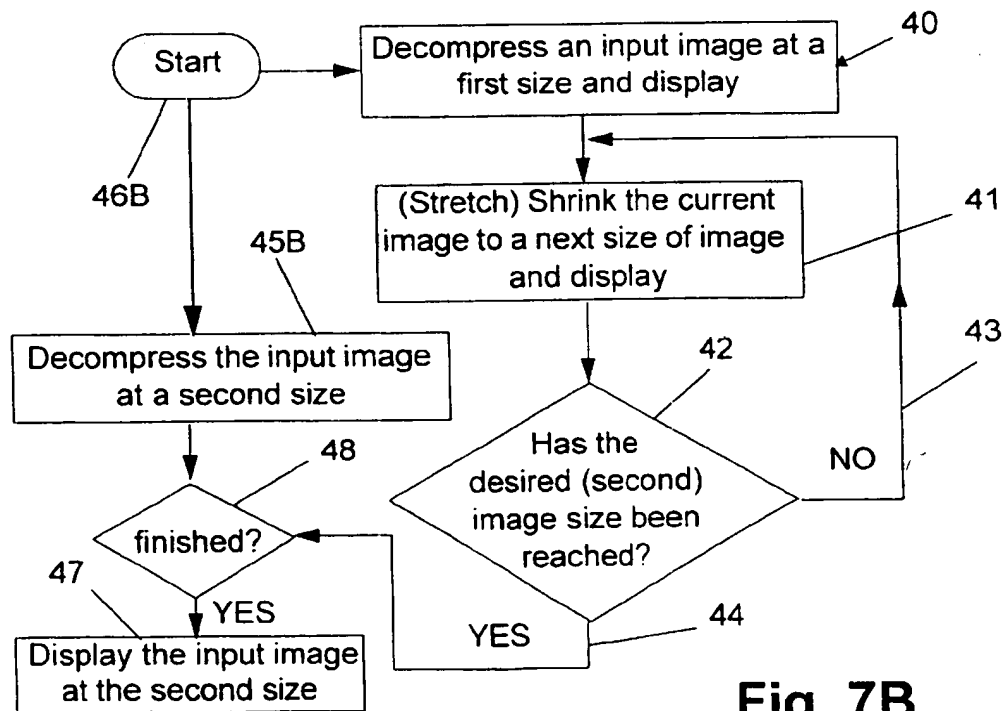 Start
Decompress an input image at a
first size and display
40
46B
(Stretch) Shrink the current
image to a next size of image
and display
41
45B
Decompress the input image
at a second size
42
43
Has the
desired (second)
image size been
reached?
NO
48
finished?
47
YES
YES
44
Display the input image
at the second size
Fig. 7B